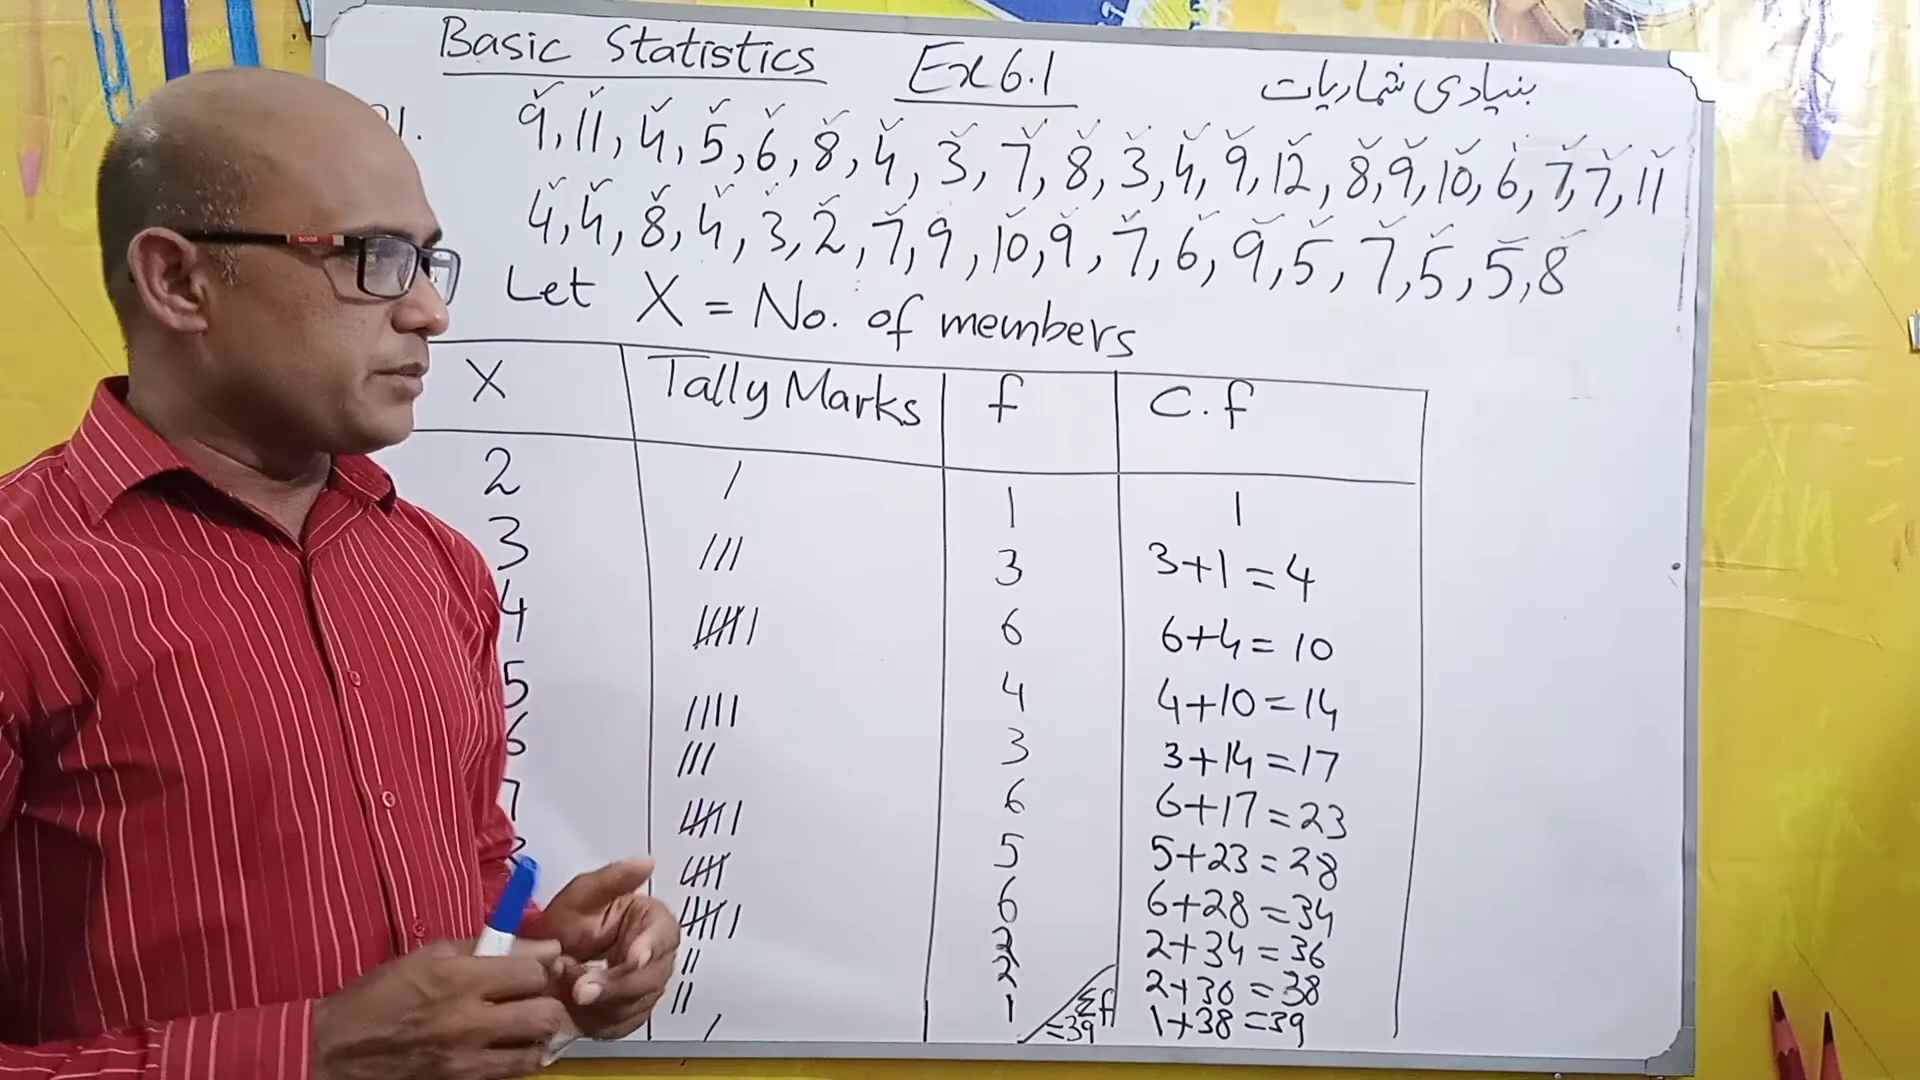 Basic Statistics Ex 6.1 بنیادی شماریات
1. 9, 11, 4, 5, 6, 8, 4, 3, 7, 8, 3, 4, 9, 12, 8, 9, 10, 6, 7, 7, 11
4, 4, 8, 4, 3, 2, 7, 9, 10, 9, 7, 6, 9, 5, 7, 5, 5, 8
Let X = No. of members
X Tally Marks f C.f
2 / 1 1
3 /// 3 3+1=4
4 //// / 6 6+4=10
5 //// 4 4+10=14
6 /// 3 3+14=17
7 //// / 6 6+17=23
//// 5 5+23=28
//// / 6 6+28=34
// 2 2+34=36
// 2 2+36=38
/ 1 Σf =39 1+38=39